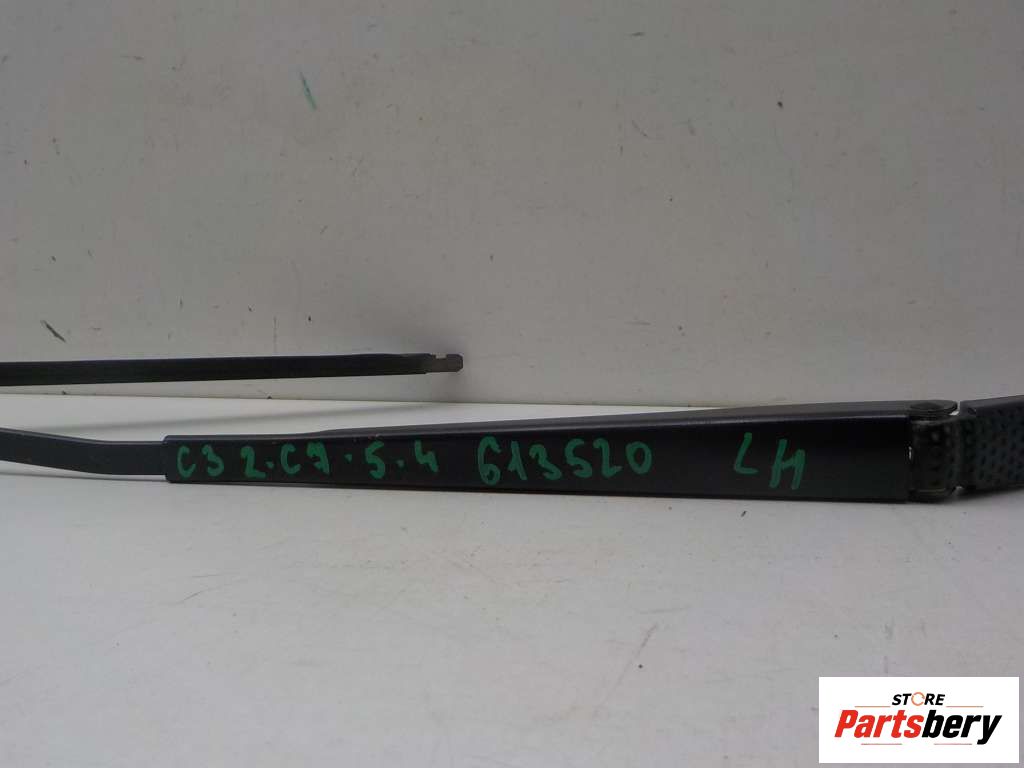 C3 2.C7.5.4 613520 LH
STORE
Partsbery